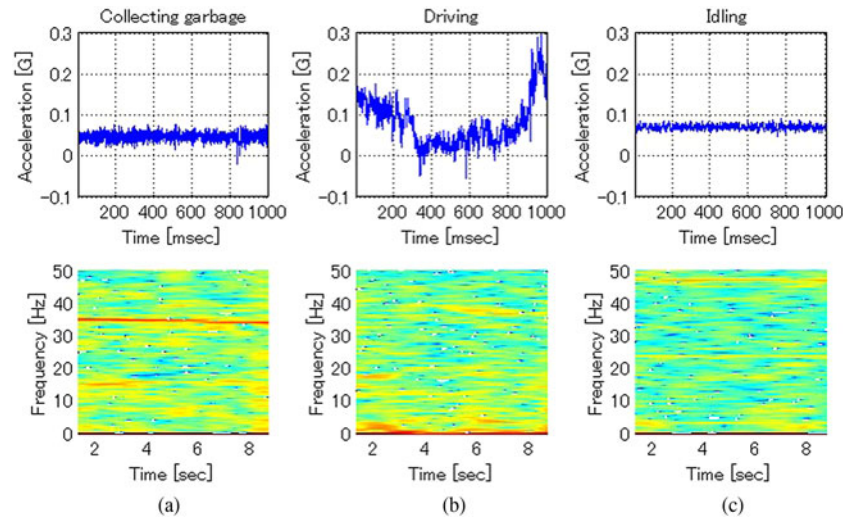 Collecting garbage
Driving
Idling
Acceleration [G]
0.3
0.2
0.1
0
-0.1
200 400 600 800 1000
Time [msec]
Acceleration [G]
0.3
0.2
0.1
0
-0.1
200 400 600 800 1000
Time [msec]
Acceleration [G]
0.3
0.2
0.1
0
-0.1
200 400 600 800 1000
Time [msec]
Frequency [Hz]
50
40
30
20
10
0
2 4 6 8
Time [sec]
(a)
Frequency [Hz]
50
40
30
20
10
0
2 4 6 8
Time [sec]
(b)
Frequency [Hz]
50
40
30
20
10
0
2 4 6 8
Time [sec]
(c)